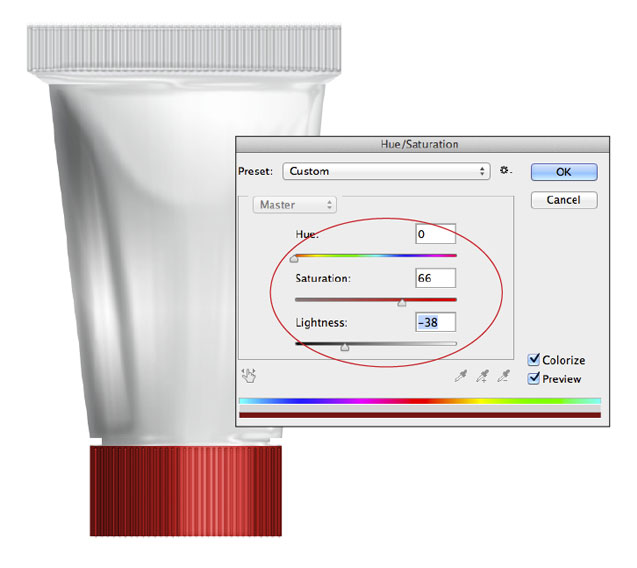 Hue/Saturation
Preset: Custom
OK
Cancel
Master
Hue: 0
Saturation: 66
Lightness: -38
Colorize
Preview